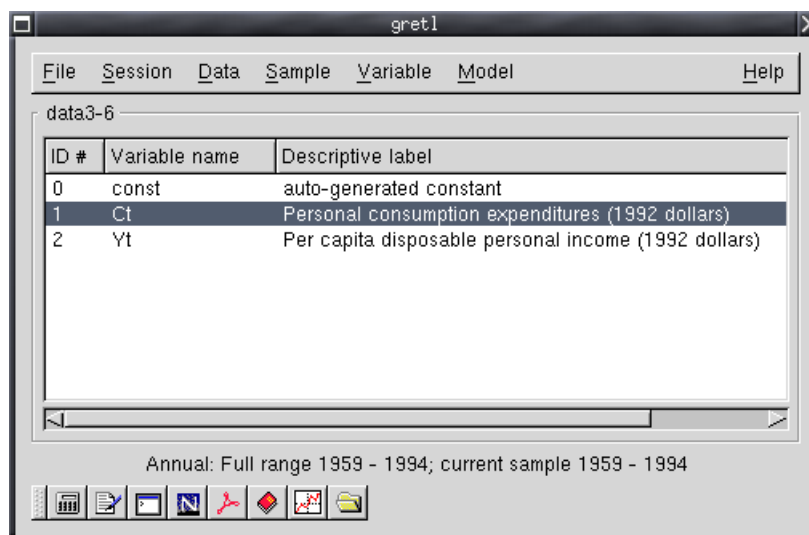 gretl
File Session Data Sample Variable Model Help
data3-6
ID # Variable name Descriptive label
0 const auto-generated constant
1 Ct Personal consumption expenditures (1992 dollars)
2 Yt Per capita disposable personal income (1992 dollars)
Annual: Full range 1959 - 1994; current sample 1959 - 1994